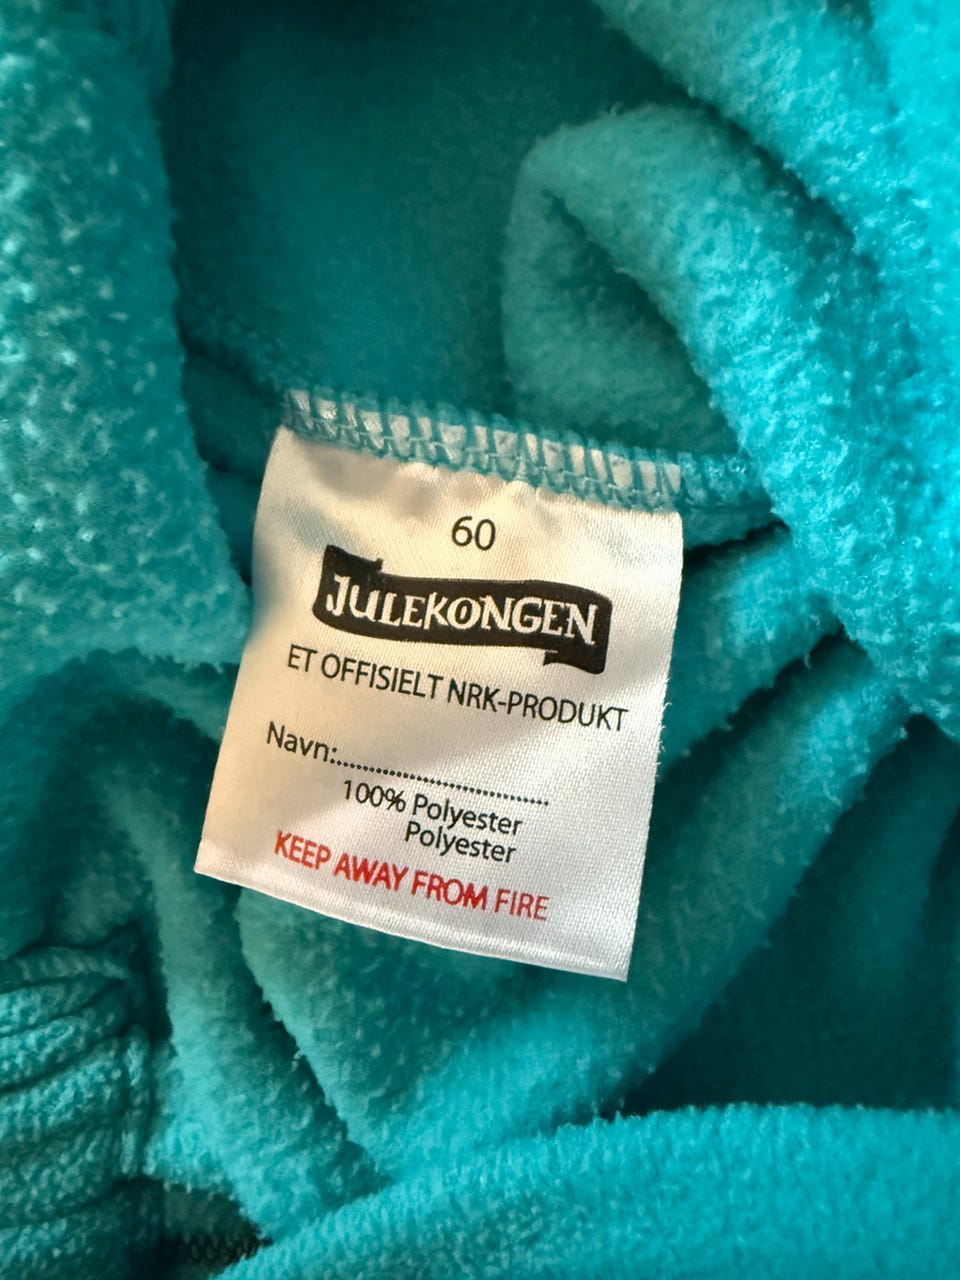 60
JULEKONGEN
ET OFFISIELT NRK-PRODUKT
Navn:..........................................
100% Polyester
Polyester
KEEP AWAY FROM FIRE